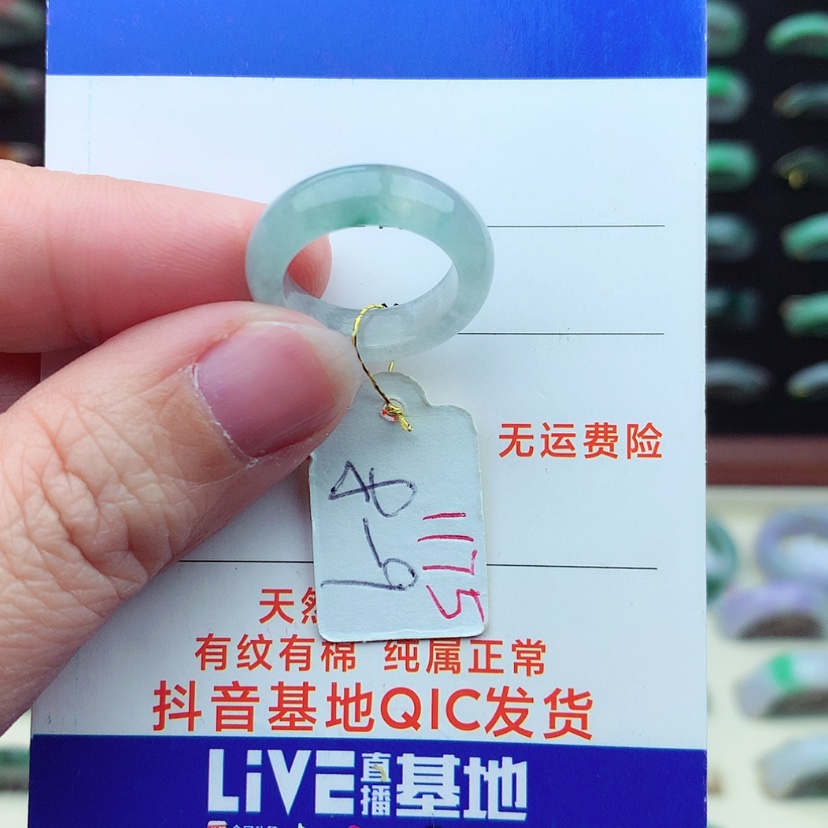 无运费险
1175
天然
有纹有棉 纯属正常
抖音基地QIC发货
LiVE直播基地